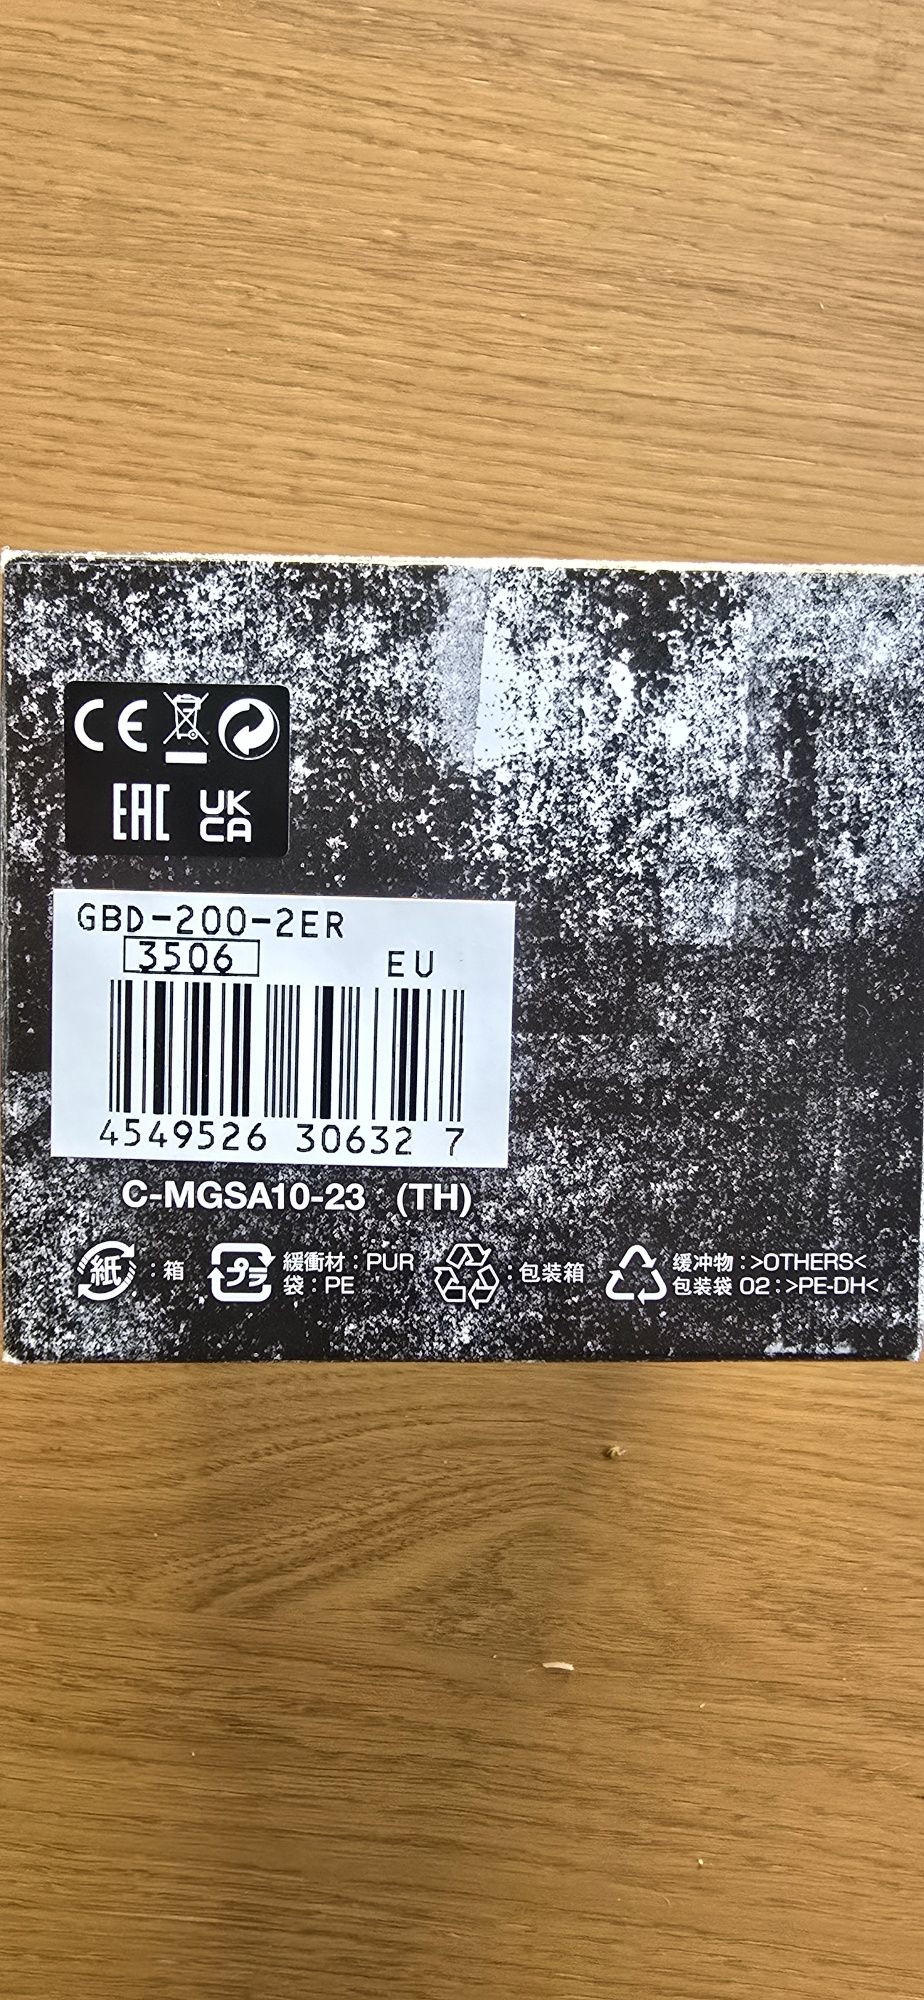 CE
EAC UK
CA
GBD-200-2ER
3506
EU
4549526 30632 7
C-MGSA10-23 (TH)
紙 : 箱
プラ 緩衝材 : PUR
袋 : PE
: 包装箱
缓冲物 : >OTHERS<
包装袋 02 : >PE-DH<